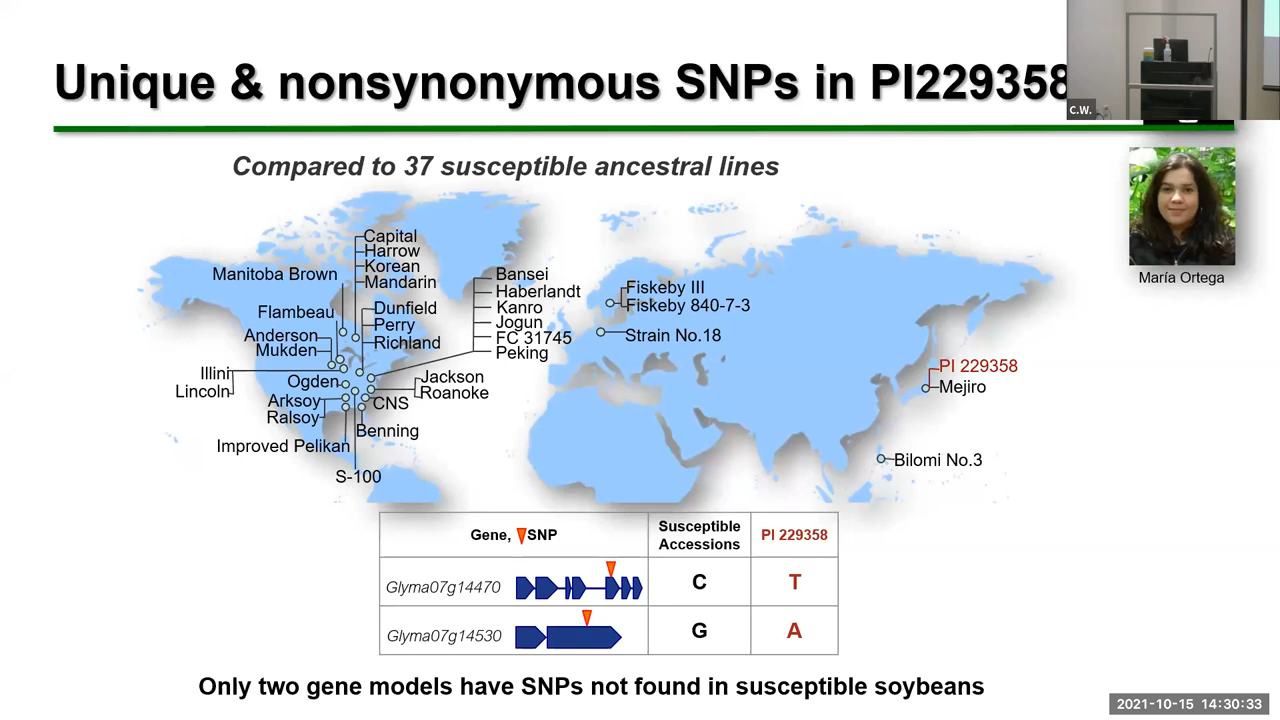 Unique & nonsynonymous SNPs in PI229358
C.W.
Compared to 37 susceptible ancestral lines
María Ortega
Capital
Harrow
Korean
Mandarin
Manitoba Brown
Flambeau
Dunfield
Perry
Richland
Anderson
Mukden
Illini
Lincoln
Ogden
Arksoy
Ralsoy
CNS
Jackson
Roanoke
Benning
Improved Pelikan
S-100
Bansei
Haberlandt
Kanro
Jogun
FC 31745
Peking
Fiskeby III
Fiskeby 840-7-3
Strain No.18
PI 229358
Mejiro
Bilomi No.3
Gene, SNP
Susceptible
Accessions
PI 229358
Glyma07g14470
C
T
Glyma07g14530
G
A
Only two gene models have SNPs not found in susceptible soybeans
2021-10-15 14:30:33